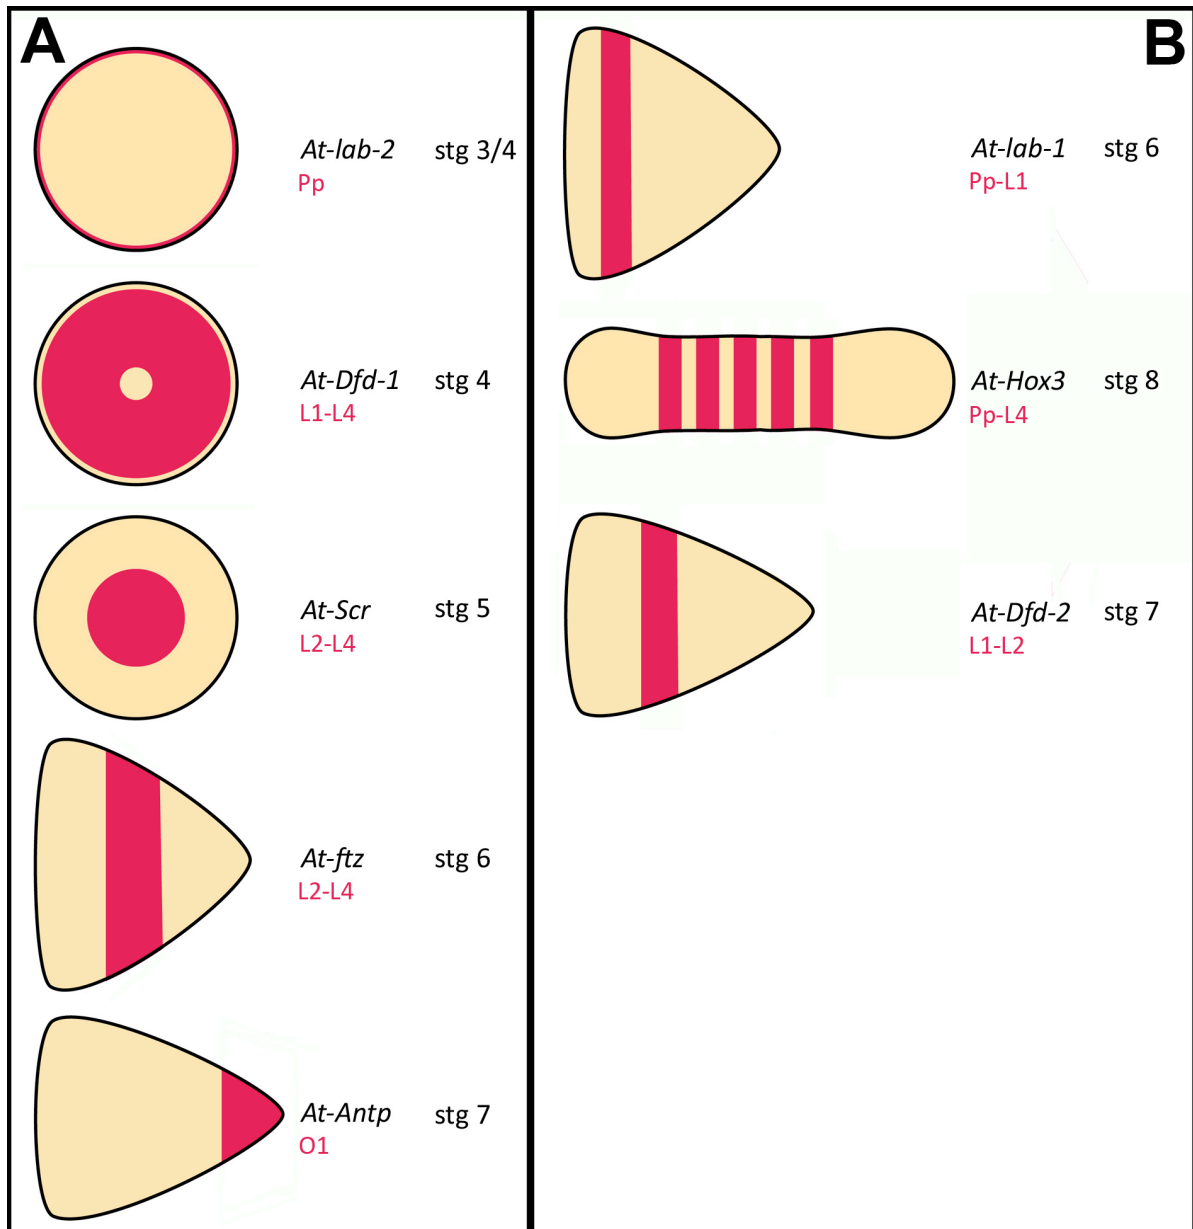 A
At-lab-2 stg 3/4
Pp
At-Dfd-1 stg 4
L1-L4
At-Scr stg 5
L2-L4
At-ftz stg 6
L2-L4
At-Antp stg 7
O1
B
At-lab-1 stg 6
Pp-L1
At-Hox3 stg 8
Pp-L4
At-Dfd-2 stg 7
L1-L2